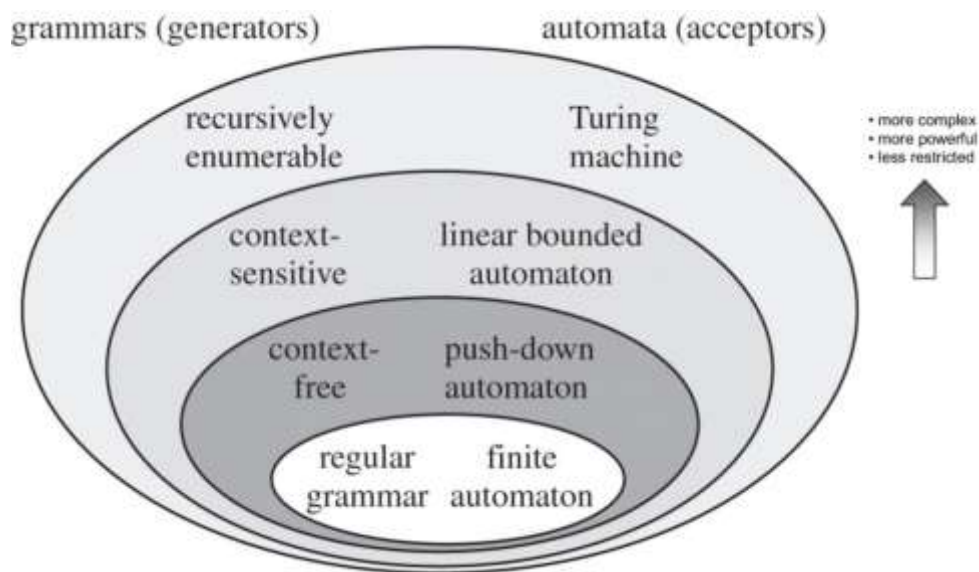 grammars (generators)
automata (acceptors)
recursively
enumerable
Turing
machine
• more complex
• more powerful
• less restricted
context-
sensitive
linear bounded
automaton
context-
free
push-down
automaton
regular
grammar
finite
automaton